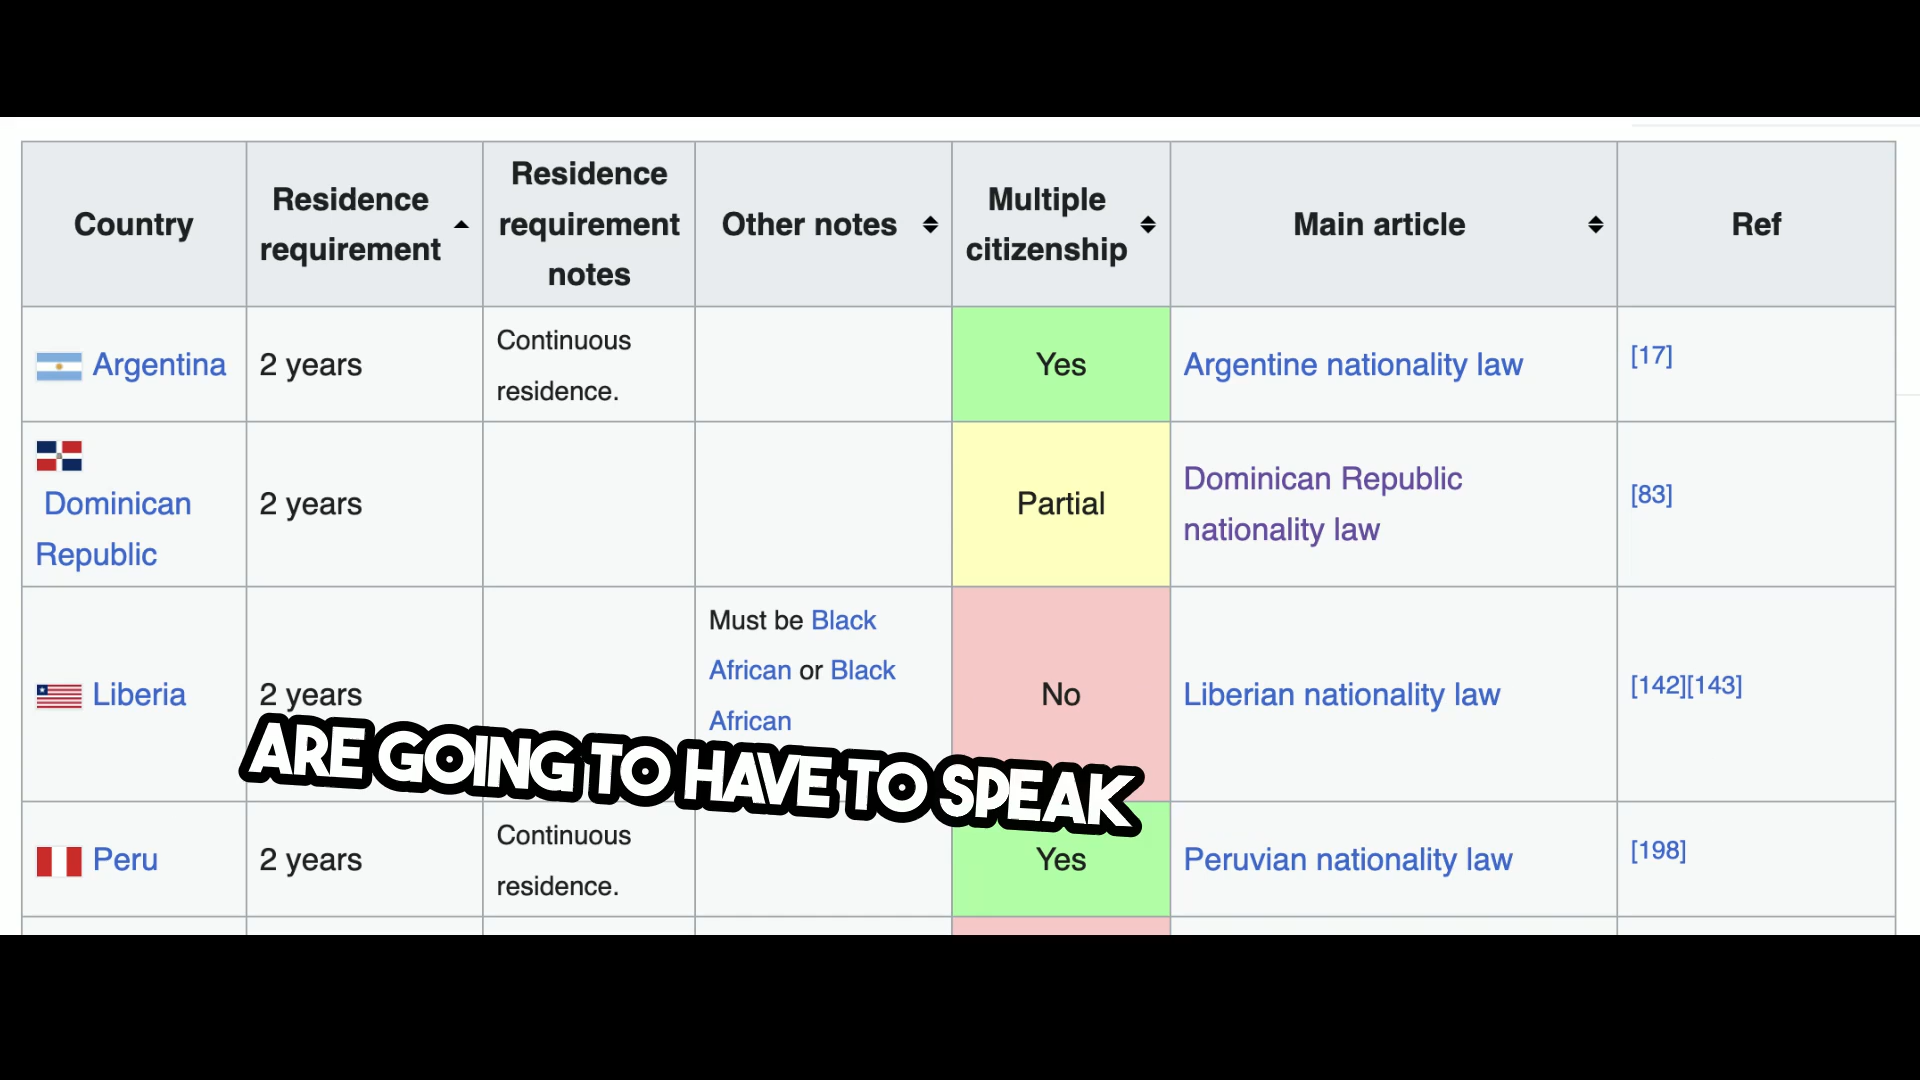 Country
Residence
requirement
Residence
requirement
notes
Other notes
Multiple
citizenship
Main article
Ref
Argentina
2 years
Continuous
residence.
Yes
Argentine nationality law
[17]
Dominican
Republic
2 years
Partial
Dominican Republic
nationality law
[83]
Liberia
2 years
Must be Black
African or Black
African
No
Liberian nationality law
[142][143]
ARE GOING TO HAVE TO SPEAK
Peru
2 years
Continuous
residence.
Yes
Peruvian nationality law
[198]